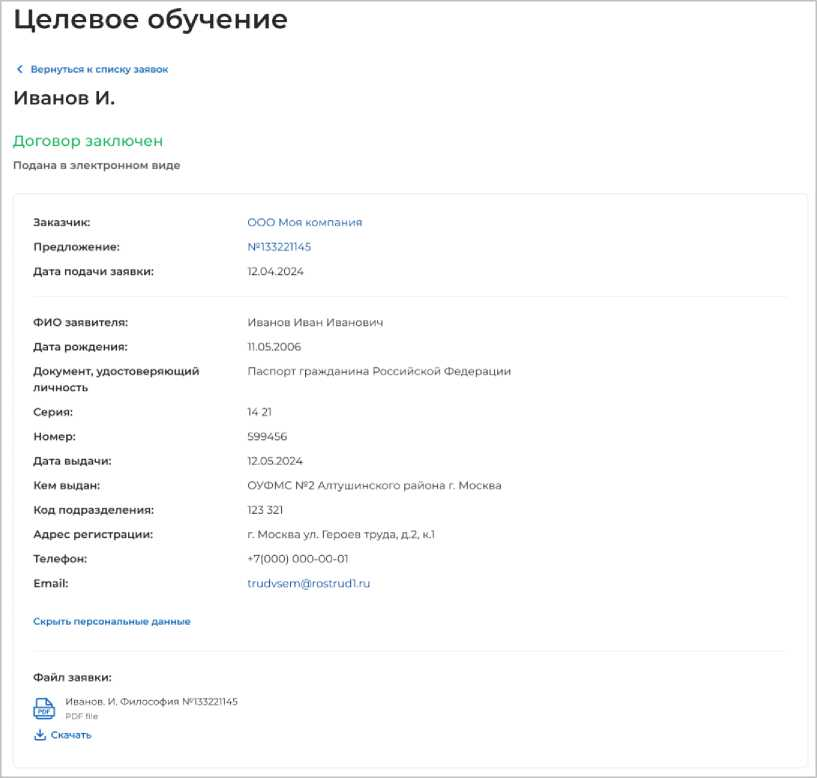 Целевое обучение
Вернуться к списку заявок
Иванов И.
Договор заключен
Подана в электронном виде
Заказчик: ООО Моя компания
Предложение: №133221145
Дата подачи заявки: 12.04.2024
ФИО заявителя: Иванов Иван Иванович
Дата рождения: 11.05.2006
Документ, удостоверяющий Паспорт гражданина Российской Федерации
личность
Серия: 14 21
Номер: 599456
Дата выдачи: 12.05.2024
Кем выдан: ОУФМС №2 Алтушинского района г. Москва
Код подразделения: 123 321
Адрес регистрации: г. Москва ул. Героев труда, д.2, к.1
Телефон: +7(000) 000-00-01
Email: trudvsem@rostrud1.ru
Скрыть персональные данные
Файл заявки:
Иванов. И. Философия №133221145
PDF
PDF file
Скачать